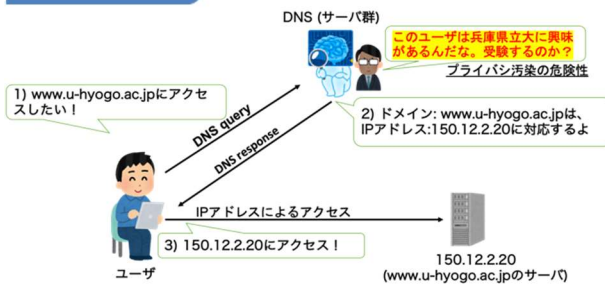 DNS (サーバ群)
このユーザは兵庫県立大に興味
があるんだな。受験するのか？
プライバシ汚染の危険性
1) www.u-hyogo.ac.jpにアクセ
スしたい！
DNS query
2) ドメイン: www.u-hyogo.ac.jpは、
IPアドレス:150.12.2.20に対応するよ
DNS response
IPアドレスによるアクセス
3) 150.12.2.20にアクセス！
ユーザ
150.12.2.20
(www.u-hyogo.ac.jpのサーバ)